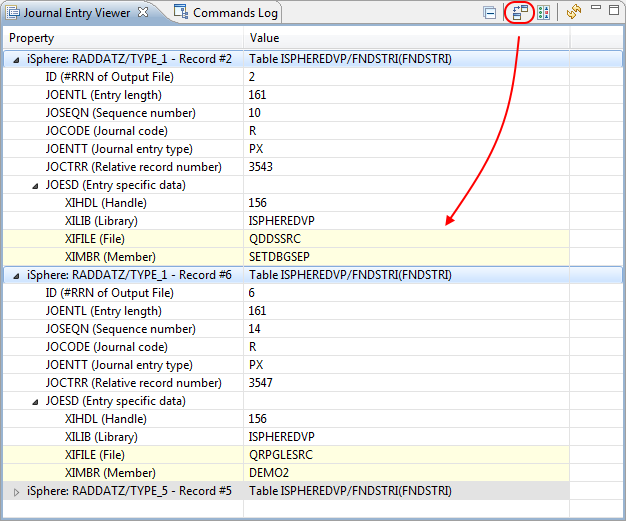 Journal Entry Viewer Commands Log
Property Value
iSphere: RADDATZ/TYPE_1 - Record #2 Table ISPHEREDVP/FNDSTRI(FNDSTRI)
ID (#RRN of Output File) 2
JOENTL (Entry length) 161
JOSEQN (Sequence number) 10
JOCODE (Journal code) R
JOENTT (Journal entry type) PX
JOCTRR (Relative record number) 3543
JOESD (Entry specific data)
XIHDL (Handle) 156
XILIB (Library) ISPHEREDVP
XIFILE (File) QDDSSRC
XIMBR (Member) SETDBGSEP
iSphere: RADDATZ/TYPE_1 - Record #6 Table ISPHEREDVP/FNDSTRI(FNDSTRI)
ID (#RRN of Output File) 6
JOENTL (Entry length) 161
JOSEQN (Sequence number) 14
JOCODE (Journal code) R
JOENTT (Journal entry type) PX
JOCTRR (Relative record number) 3547
JOESD (Entry specific data)
XIHDL (Handle) 156
XILIB (Library) ISPHEREDVP
XIFILE (File) QRPGLESRC
XIMBR (Member) DEMO2
iSphere: RADDATZ/TYPE_5 - Record #5 Table ISPHEREDVP/FNDSTRI(FNDSTRI)